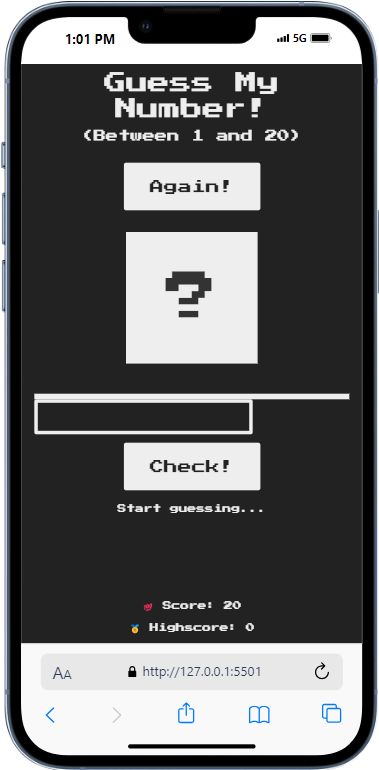 1:01 PM 5G
Guess My
Number!
(Between 1 and 20)
Again!
?
Check!
Start guessing...
Score: 20
Highscore: 0
AA http://127.0.0.1:5501